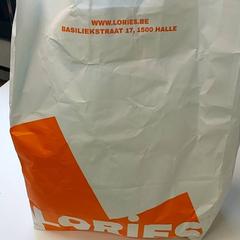 WWW.LORIES.BE
BASILIEKSTRAAT 17, 1500 HALLE
LORIES